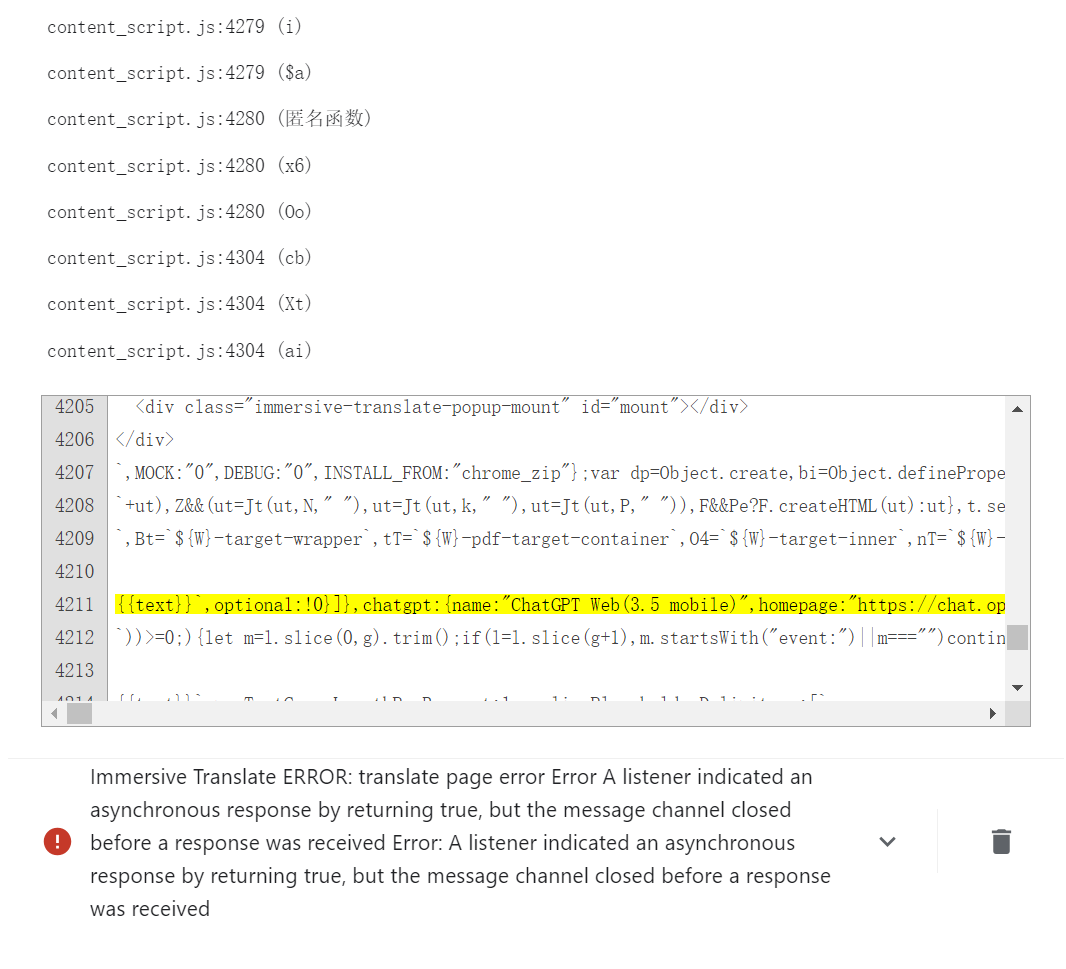 content_script.js:4279 (i)
content_script.js:4279 ($a)
content_script.js:4280 (匿名函数)
content_script.js:4280 (x6)
content_script.js:4280 (Oo)
content_script.js:4304 (cb)
content_script.js:4304 (Xt)
content_script.js:4304 (ai)
4205   <div class="immersive-translate-popup-mount" id="mount"></div>
4206 </div>
4207 `,MOCK:"0",DEBUG:"0",INSTALL_FROM:"chrome_zip"};var dp=Object.create,bi=Object.definePrope
4208 `+ut),Z&&(ut=Jt(ut,N," "),ut=Jt(ut,k," "),ut=Jt(ut,P," ")),F&&Pe?F.createHTML(ut):ut},t.se
4209 `,Bt=`${W}-target-wrapper`,tT=`${W}-pdf-target-container`,O4=`${W}-target-inner`,nT=`${W}-
4210
4211 {{text}}`,optional:!0}]},chatgpt:{name:"ChatGPT Web(3.5 mobile)",homepage:"https://chat.op
4212 `))>=0;){let m=l.slice(0,g).trim();if(l=l.slice(g+1),m.startsWith("event:")||m==="")contin
4213
4214
Immersive Translate ERROR: translate page error Error A listener indicated an
asynchronous response by returning true, but the message channel closed
before a response was received Error: A listener indicated an asynchronous
response by returning true, but the message channel closed before a response
was received